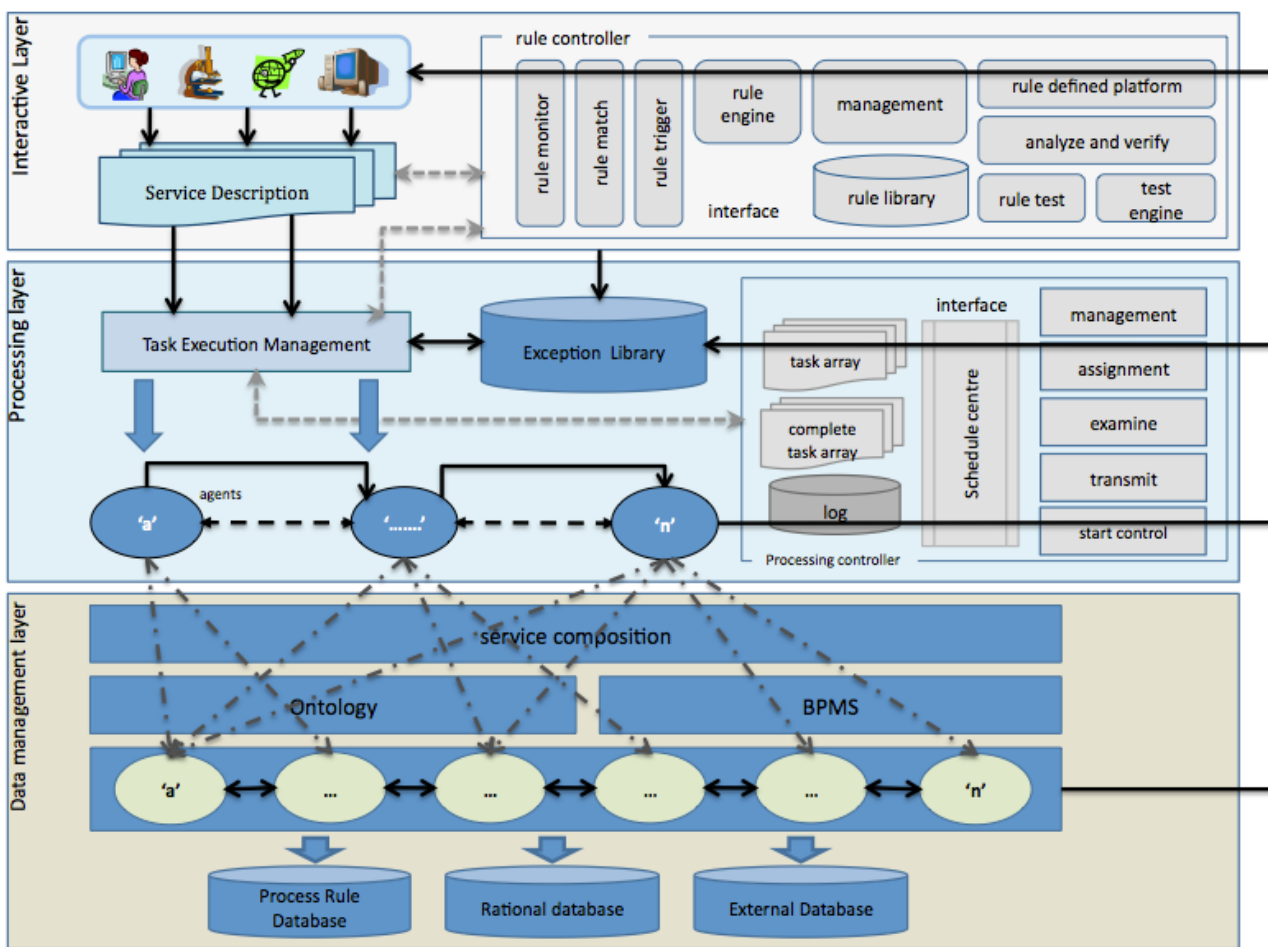 Interactive Layer
Service Description
rule controller
rule monitor
rule match
rule trigger
rule
engine
management
rule defined platform
analyze and verify
interface
rule library
rule test
test
engine
Processing layer
Task Execution Management
Exception Library
agents
'a'
'.......'
'n'
task array
complete
task array
log
interface
Schedule centre
management
assignment
examine
transmit
start control
Processing controller
Data management layer
service composition
Ontology
BPMS
'a'
...
...
...
...
'n'
Process Rule
Database
Rational database
External Database